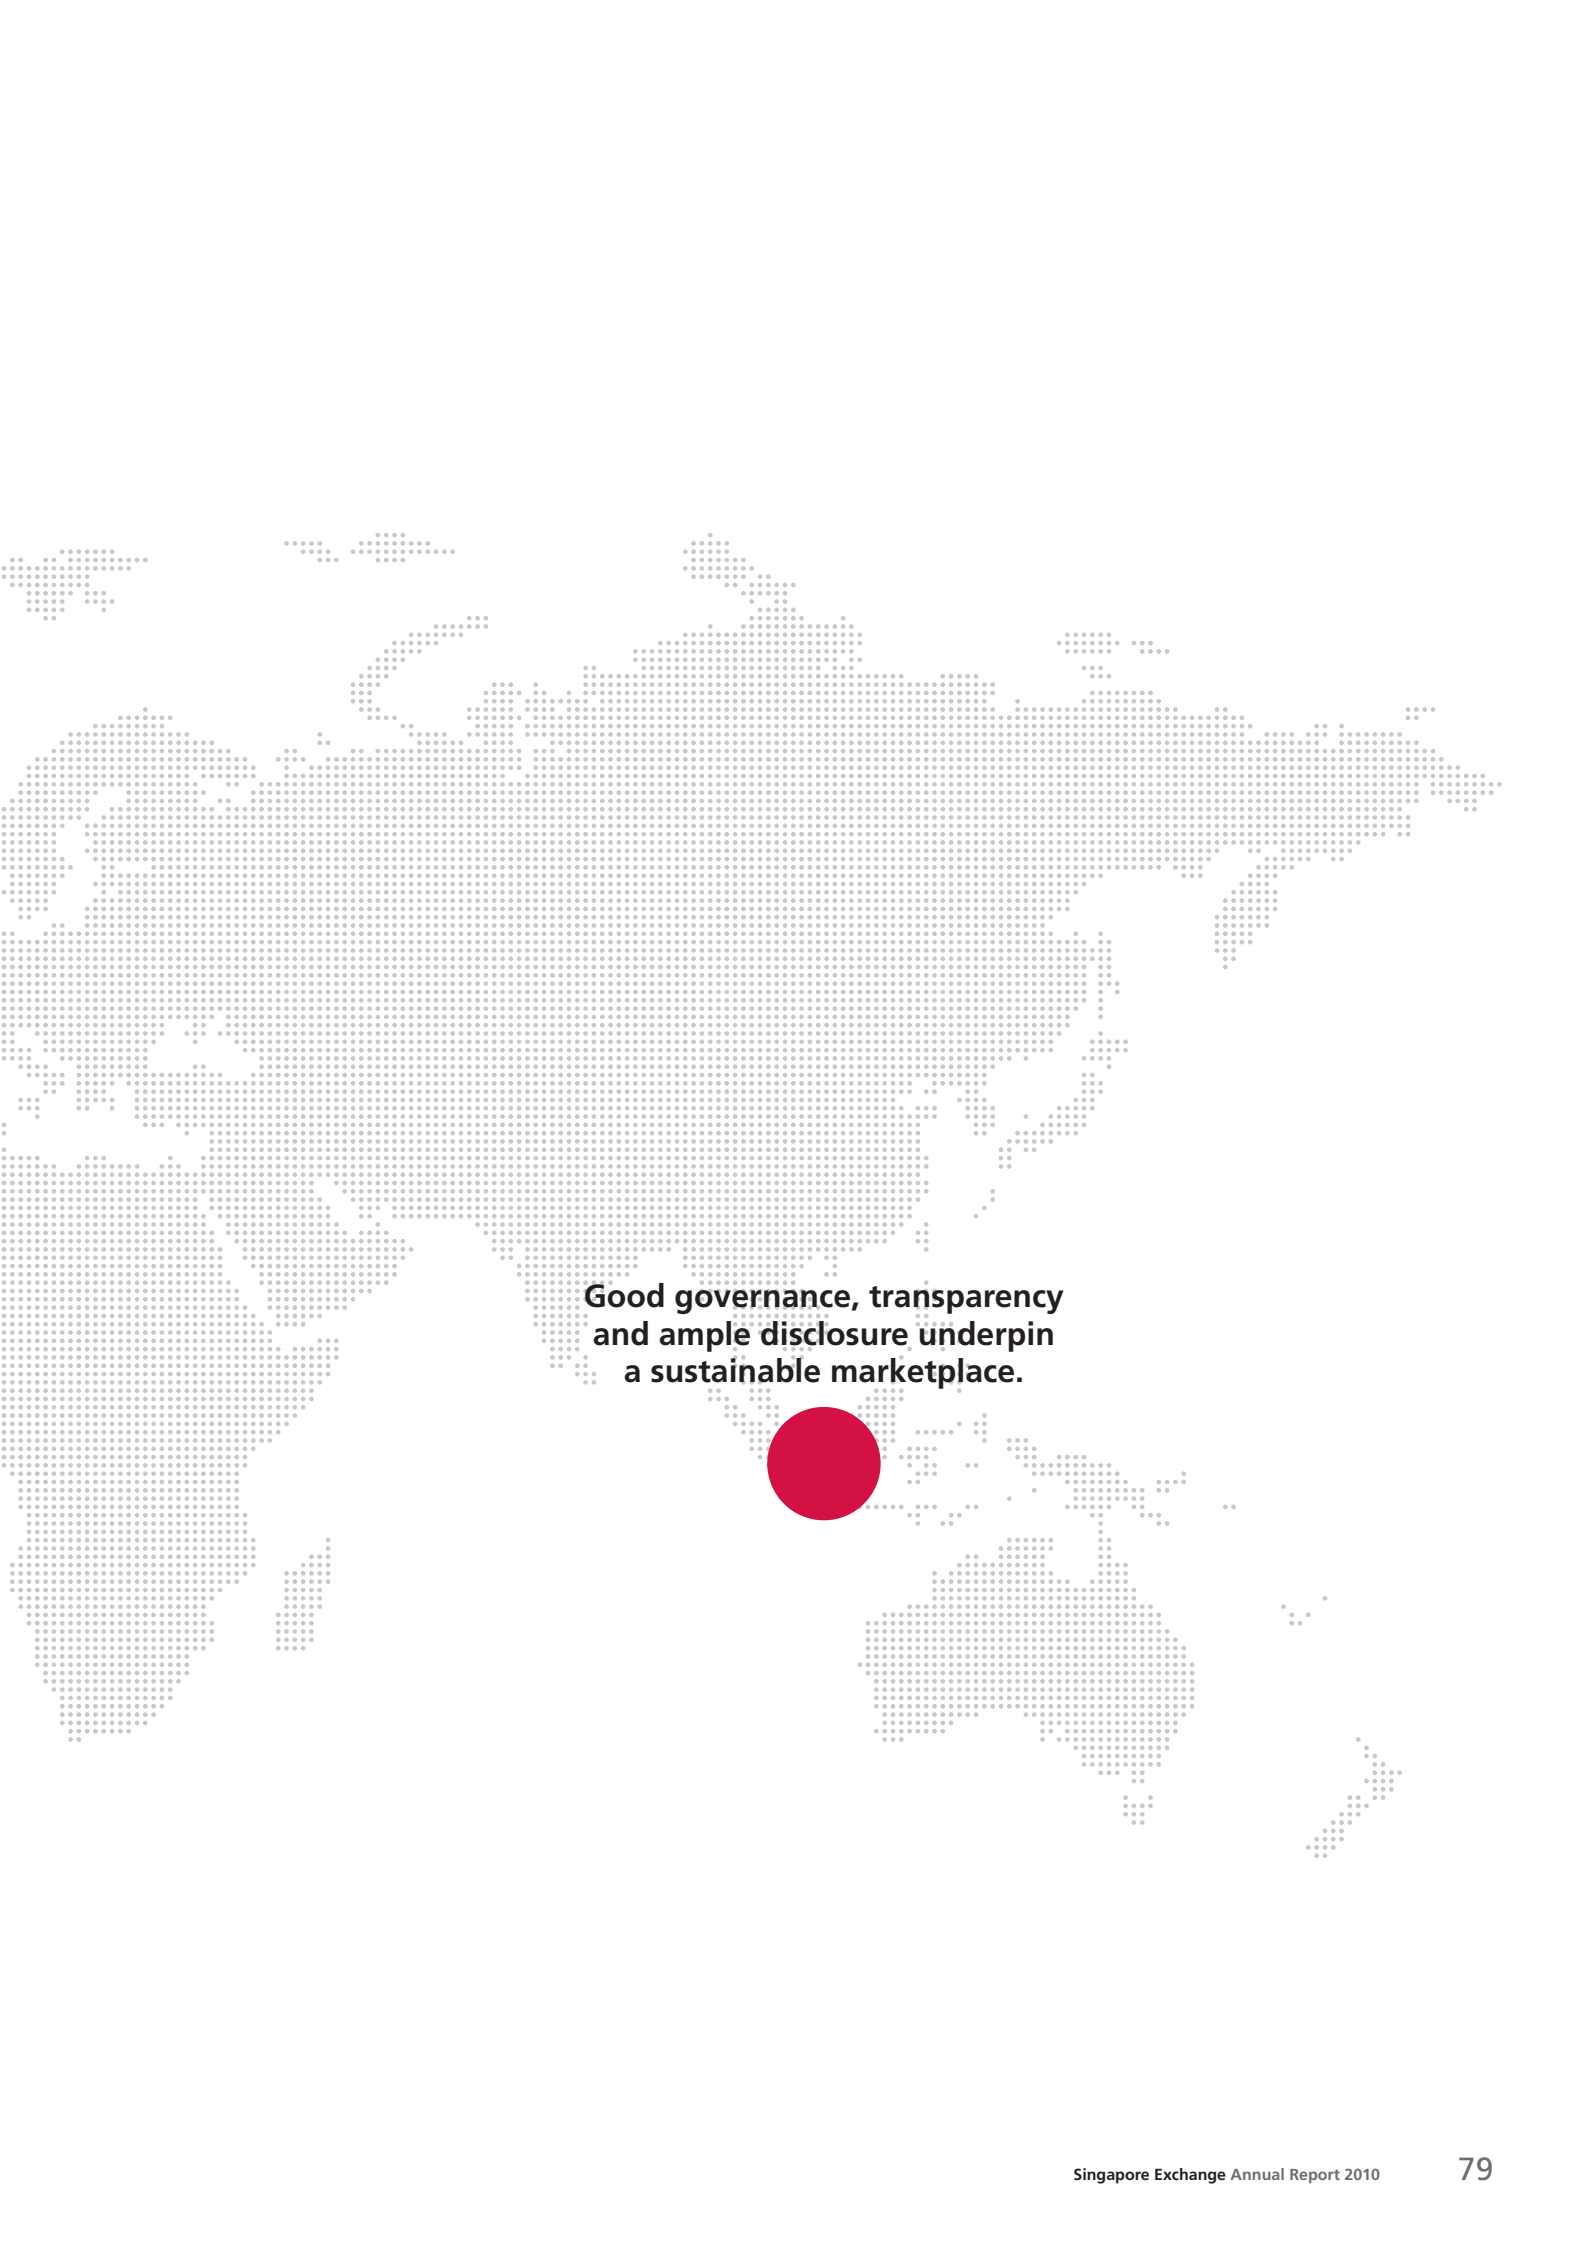 Good governance, transparency
and ample disclosure underpin
a sustainable marketplace.
Singapore Exchange Annual Report 2010 79